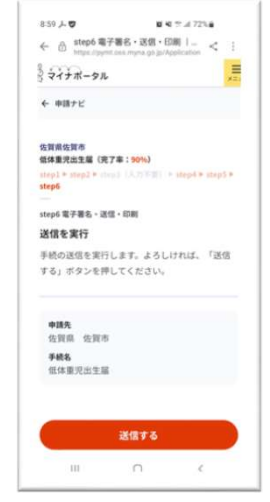 8:59
72%
step6 電子署名・送信・印刷 | ...
https://pymt.oss.myna.go.jp/Application
マイナポータル
← 申請ナビ
佐賀県佐賀市
低体重児出生届（完了率：90%）
step1 » step2 » step3（入力不要） » step4 » step5 »
step6
step6 電子署名・送信・印刷
送信を実行
手続の送信を実行します。よろしければ、「送信
する」ボタンを押してください。
申請先
佐賀県 佐賀市
手続名
低体重児出生届
送信する